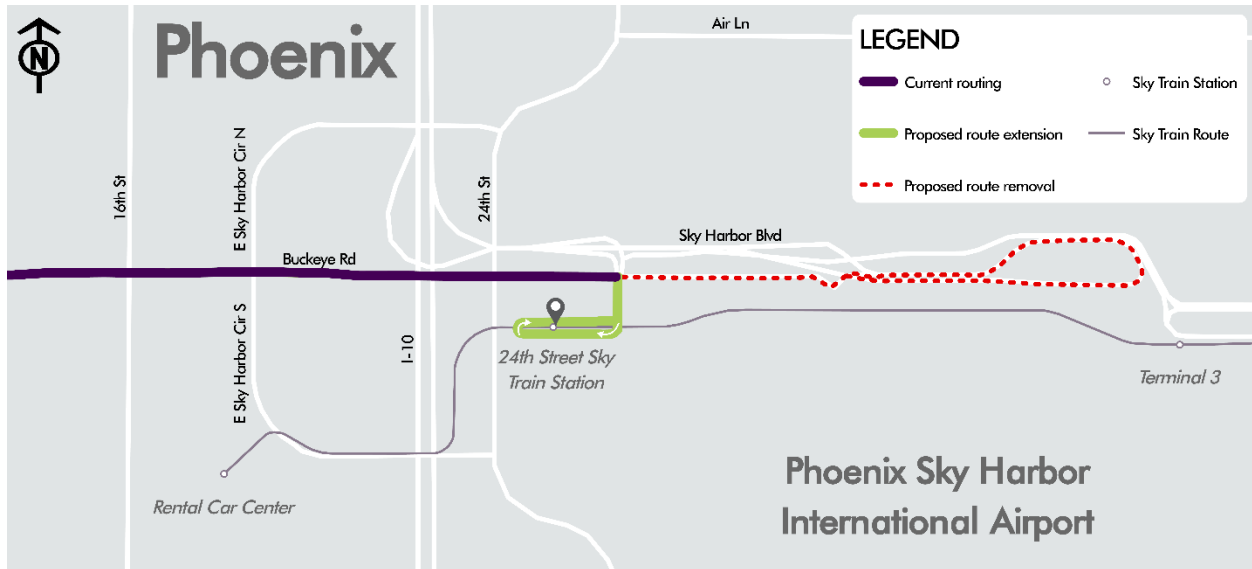 N
Phoenix
Air Ln
LEGEND
Current routing
Sky Train Station
Proposed route extension
Sky Train Route
Proposed route removal
16th St
E Sky Harbor Cir N
24th St
Sky Harbor Blvd
Buckeye Rd
E Sky Harbor Cir S
I-10
24th Street Sky
Train Station
Terminal 3
Rental Car Center
Phoenix Sky Harbor
International Airport